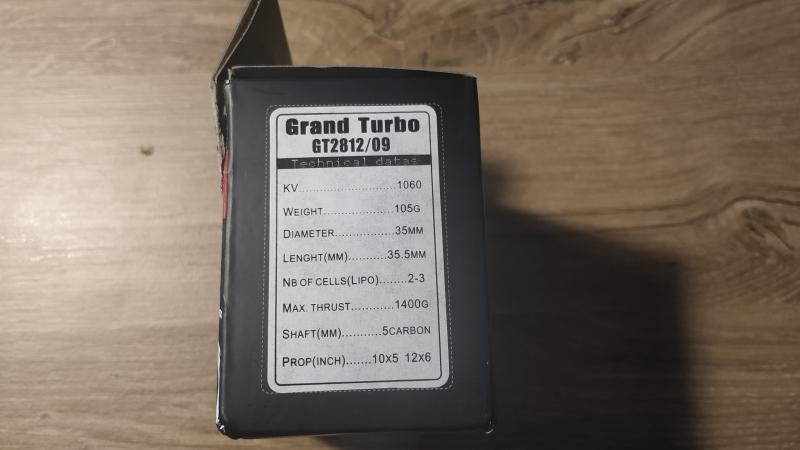 Grand Turbo
GT2812/09
Technical datas
KV............................1060
WEIGHT....................105G
DIAMETER.................35MM
LENGHT(MM)...........35.5MM
NB OF CELLS(LIPO)........2-3
MAX. THRUST............1400G
SHAFT(MM)...........5CARBON
PROP(INCH).......10X5 12X6